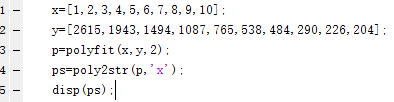 1 - x=[1,2,3,4,5,6,7,8,9,10];
2 - y=[2615,1943,1494,1087,765,538,484,290,226,204];
3 - p=polyfit(x,y,2);
4 - ps=poly2str(p,'x');
5 - disp(ps);